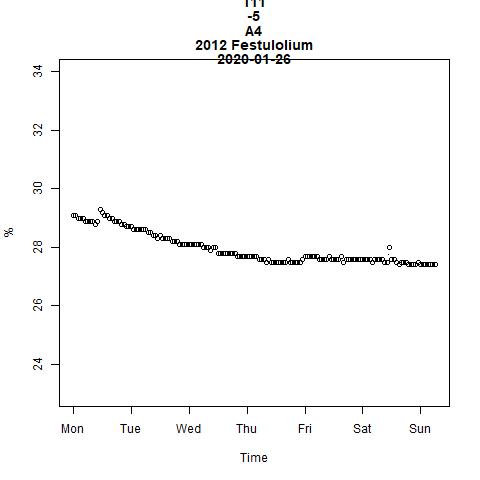 T11
-5
A4
2012 Festulolium
2020-01-26
34
32
30
28
26
24
%
Mon Tue Wed Thu Fri Sat Sun
Time